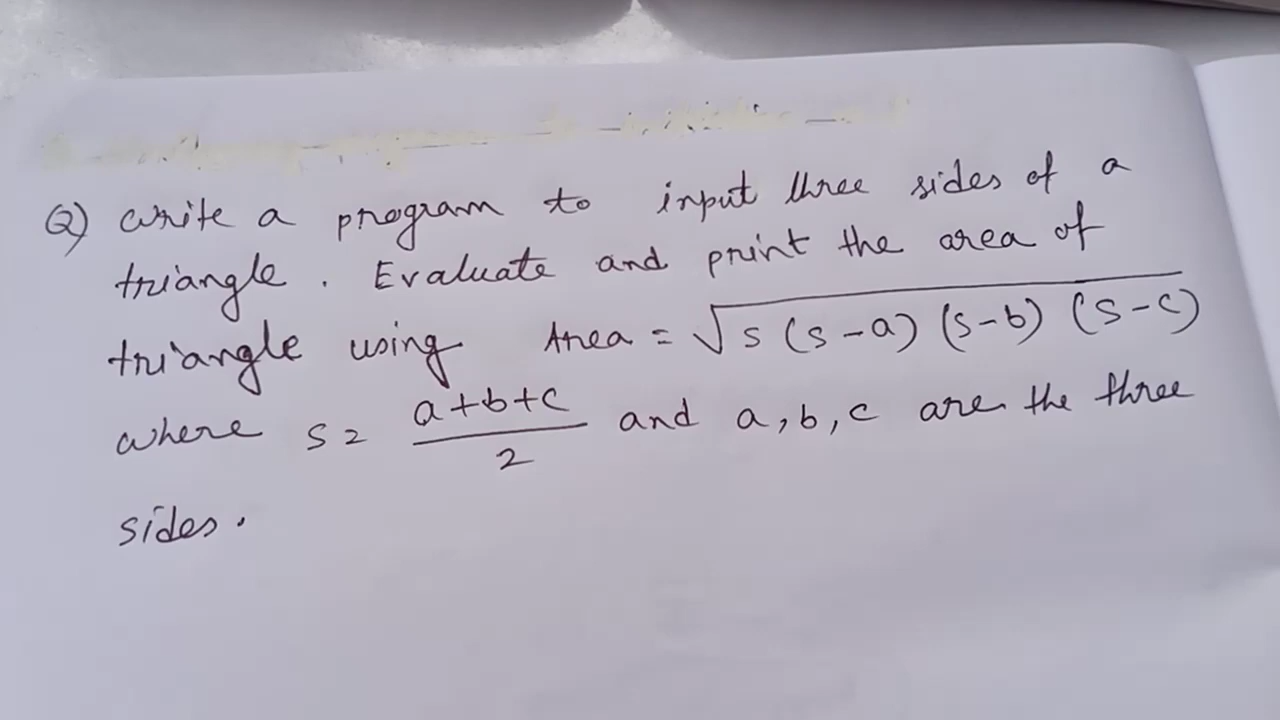 Q) write a program to input three sides of a
triangle. Evaluate and print the area of
triangle using Area = √s (s-a) (s-b) (s-c)
where s = a+b+c/2 and a, b, c are the three
sides.